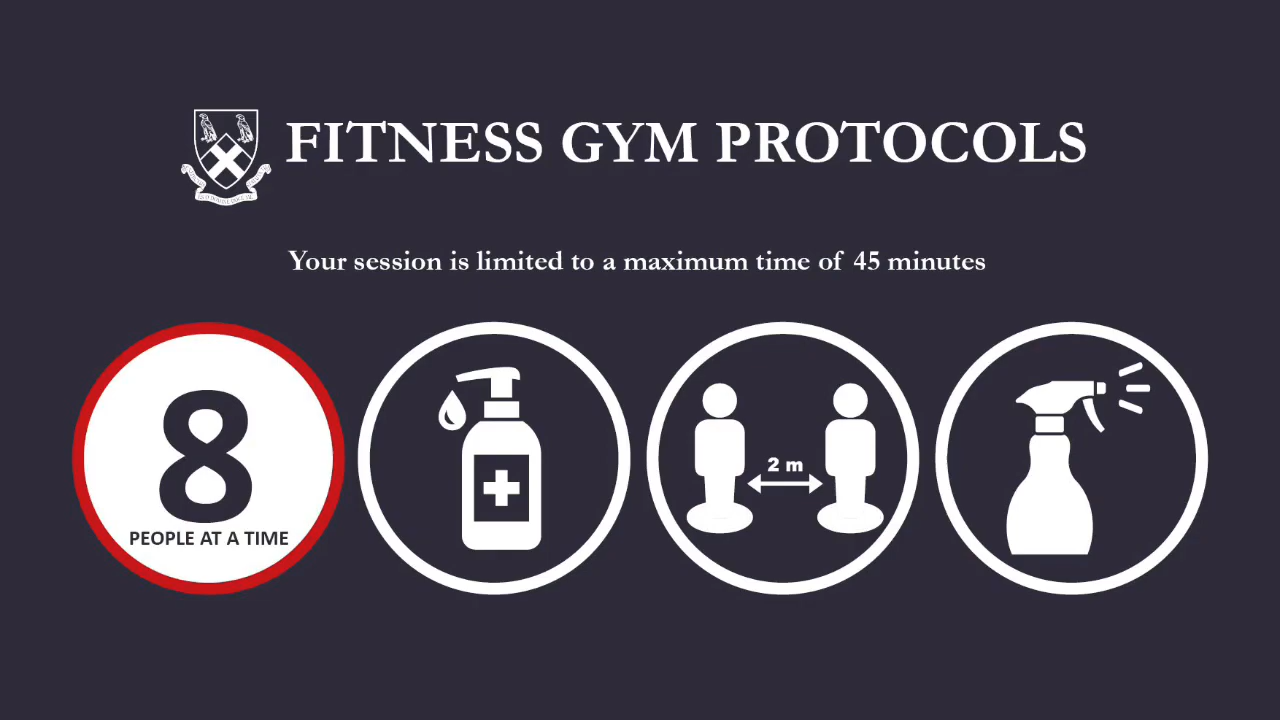 FITNESS GYM PROTOCOLS
Your session is limited to a maximum time of 45 minutes
8
PEOPLE AT A TIME
2 m